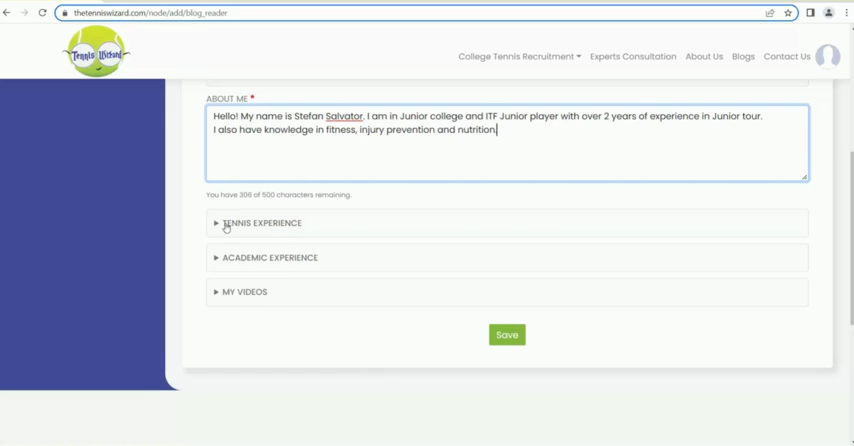 thetenniswizard.com/node/add/blog_reader
Tennis Wizard
College Tennis Recruitment
Experts Consultation
About Us
Blogs
Contact Us
ABOUT ME *
Hello! My name is Stefan Salvator. I am in Junior college and ITF Junior player with over 2 years of experience in Junior tour.
I also have knowledge in fitness, injury prevention and nutrition.
You have 306 of 500 characters remaining.
TENNIS EXPERIENCE
ACADEMIC EXPERIENCE
MY VIDEOS
Save